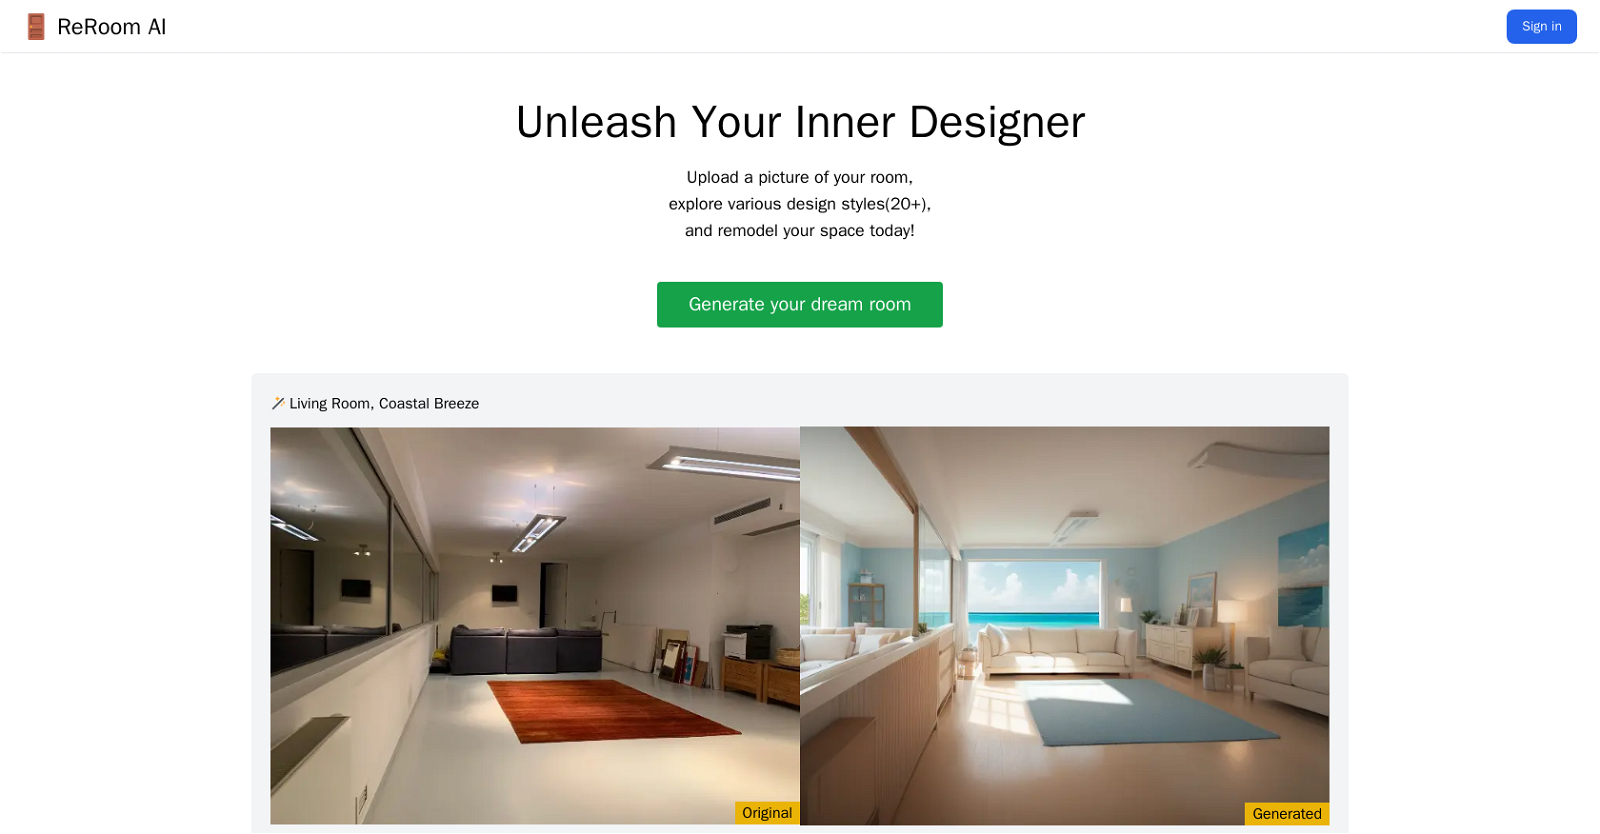 ReRoom AI
Sign in
Unleash Your Inner Designer
Upload a picture of your room,
explore various design styles(20+),
and remodel your space today!
Generate your dream room
Living Room, Coastal Breeze
Original
Generated